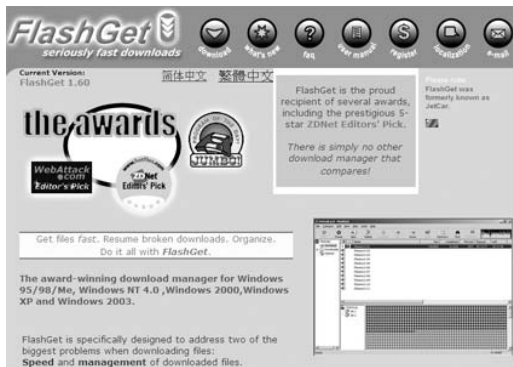 FlashGet
seriously fast downloads
download
what's new
faq
user manual
register
localization
e-mail
Current Version:
FlashGet 1.60
简体中文 繁體中文
the awards
WebAttack
.com
Editor's Pick
ZDNet
Editors' Pick
PROGRAM OF THE DAY
JUMBO!
FlashGet is the proud
recipient of several awards,
including the prestigious 5-
star ZDNet Editors' Pick.
There is simply no other
download manager that
compares!
Please note:
FlashGet was
formerly known as
JetCar.
Get files fast. Resume broken downloads. Organize.
Do it all with FlashGet.
The award-winning download manager for Windows
95/98/Me, Windows NT 4.0 ,Windows 2000,Windows
XP and Windows 2003.
FlashGet is specifically designed to address two of the
biggest problems when downloading files:
Speed and management of downloaded files.